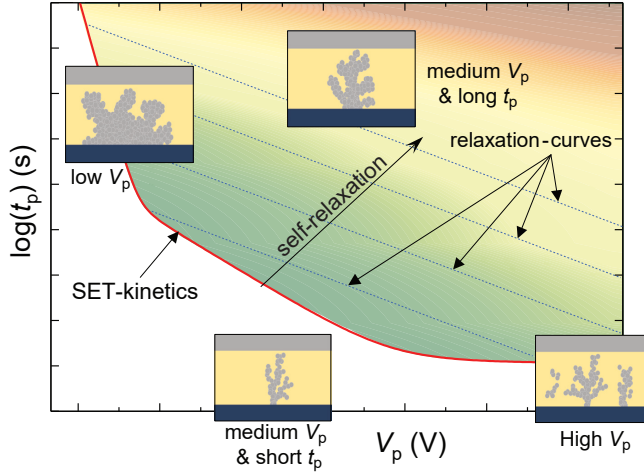 medium Vp
& long tp
relaxation-curves
low Vp
self-relaxation
log(tp) (s)
SET-kinetics
medium Vp
& short tp
Vp (V)
High Vp